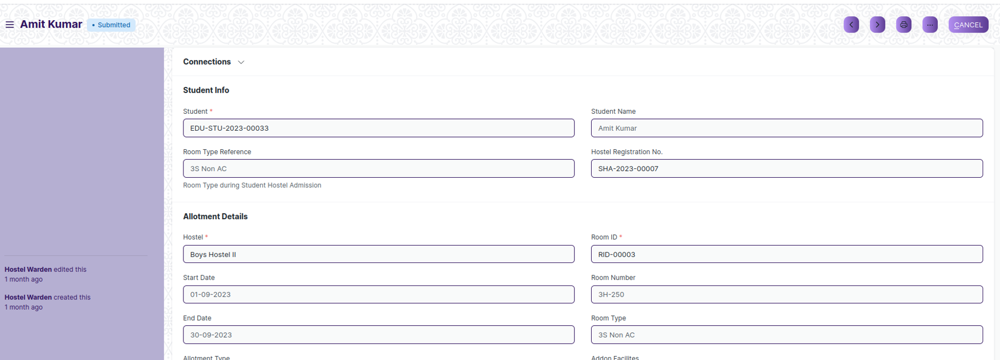 Amit Kumar
• Submitted
CANCEL
Connections
Student Info
Student *
EDU-STU-2023-00033
Student Name
Amit Kumar
Room Type Reference
3S Non AC
Room Type during Student Hostel Admission
Hostel Registration No.
SHA-2023-00007
Allotment Details
Hostel *
Boys Hostel II
Room ID *
RID-00003
Start Date
01-09-2023
Room Number
3H-250
End Date
30-09-2023
Room Type
3S Non AC
Allotment Type
Addon Facilites
Hostel Warden edited this
1 month ago
Hostel Warden created this
1 month ago